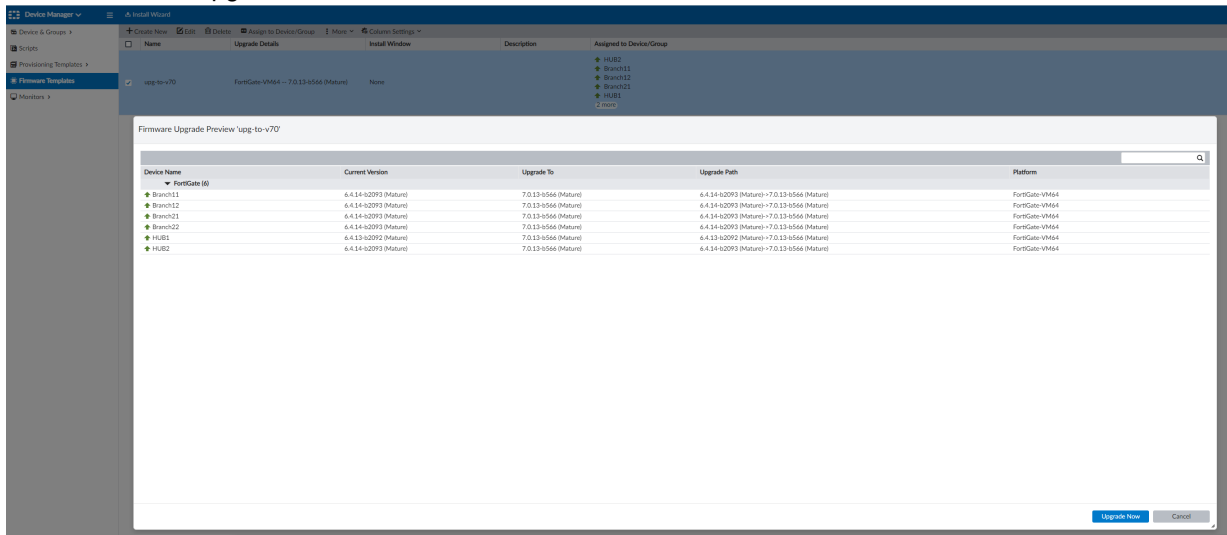 Device Manager
Install Wizard
Device & Groups
Scripts
Provisioning Templates
Firmware Templates
Monitors
Create New Edit Delete Assign to Device/Group More Column Settings
Name Upgrade Details Install Window Description Assigned to Device/Group
upg-to-v70 FortiGate-VM64 -- 7.0.13-b566 (Mature) None
HUB2
Branch11
Branch12
Branch21
HUB1
2 more
Firmware Upgrade Preview 'upg-to-v70'
Device Name Current Version Upgrade To Upgrade Path Platform
FortiGate (6)
Branch11 6.4.14-b2093 (Mature) 7.0.13-b566 (Mature) 6.4.14-b2093 (Mature)->7.0.13-b566 (Mature) FortiGate-VM64
Branch12 6.4.14-b2093 (Mature) 7.0.13-b566 (Mature) 6.4.14-b2093 (Mature)->7.0.13-b566 (Mature) FortiGate-VM64
Branch21 6.4.14-b2093 (Mature) 7.0.13-b566 (Mature) 6.4.14-b2093 (Mature)->7.0.13-b566 (Mature) FortiGate-VM64
Branch22 6.4.14-b2093 (Mature) 7.0.13-b566 (Mature) 6.4.14-b2093 (Mature)->7.0.13-b566 (Mature) FortiGate-VM64
HUB1 6.4.13-b2092 (Mature) 7.0.13-b566 (Mature) 6.4.13-b2092 (Mature)->7.0.13-b566 (Mature) FortiGate-VM64
HUB2 6.4.14-b2093 (Mature) 7.0.13-b566 (Mature) 6.4.14-b2093 (Mature)->7.0.13-b566 (Mature) FortiGate-VM64
Upgrade Now Cancel